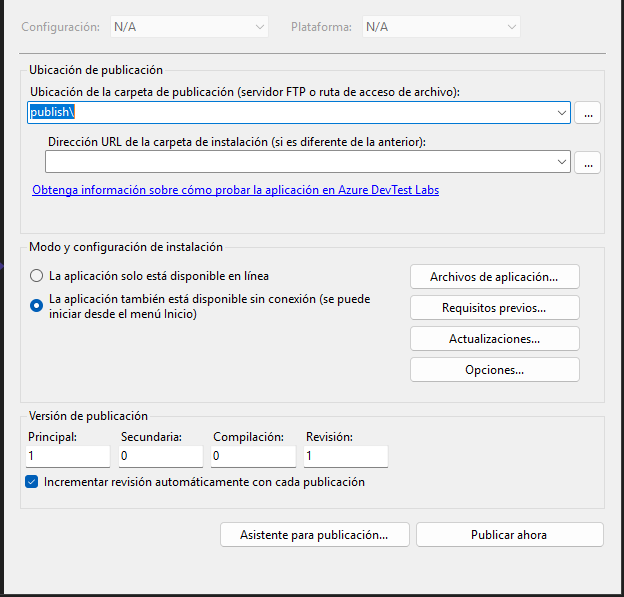 Configuración: N/A Plataforma: N/A
Ubicación de publicación
Ubicación de la carpeta de publicación (servidor FTP o ruta de acceso de archivo):
publish\
...
Dirección URL de la carpeta de instalación (si es diferente de la anterior):
...
Obtenga información sobre cómo probar la aplicación en Azure DevTest Labs
Modo y configuración de instalación
La aplicación solo está disponible en línea
La aplicación también está disponible sin conexión (se puede
iniciar desde el menú Inicio)
Archivos de aplicación...
Requisitos previos...
Actualizaciones...
Opciones...
Versión de publicación
Principal: Secundaria: Compilación: Revisión:
1 0 0 1
Incrementar revisión automáticamente con cada publicación
Asistente para publicación... Publicar ahora